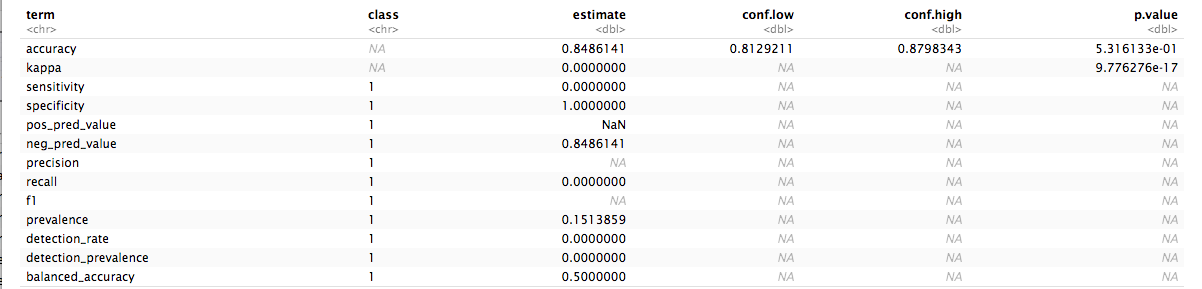 term class estimate conf.low conf.high p.value
<chr> <chr> <dbl> <dbl> <dbl> <dbl>
accuracy NA 0.8486141 0.8129211 0.8798343 5.316133e-01
kappa NA 0.0000000 NA NA 9.776276e-17
sensitivity 1 0.0000000 NA NA NA
specificity 1 1.0000000 NA NA NA
pos_pred_value 1 NaN NA NA NA
neg_pred_value 1 0.8486141 NA NA NA
precision 1 NA NA NA NA
recall 1 0.0000000 NA NA NA
f1 1 NA NA NA NA
prevalence 1 0.1513859 NA NA NA
detection_rate 1 0.0000000 NA NA NA
detection_prevalence 1 0.0000000 NA NA NA
balanced_accuracy 1 0.5000000 NA NA NA